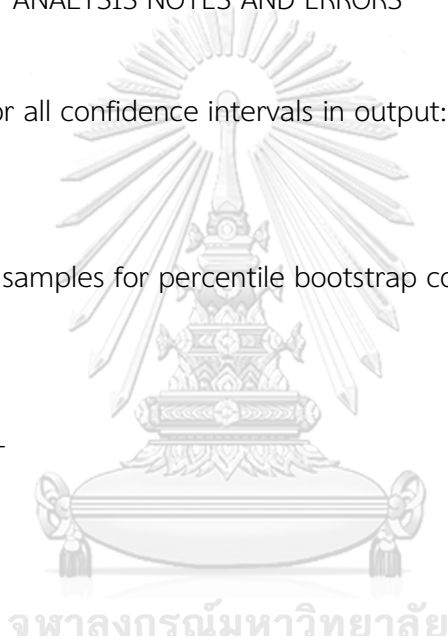 ANALYSIS NOTES AND ERRORS
or all confidence intervals in output:
samples for percentile bootstrap co
จุหาลงกรณ์มหาวิทยาลัย